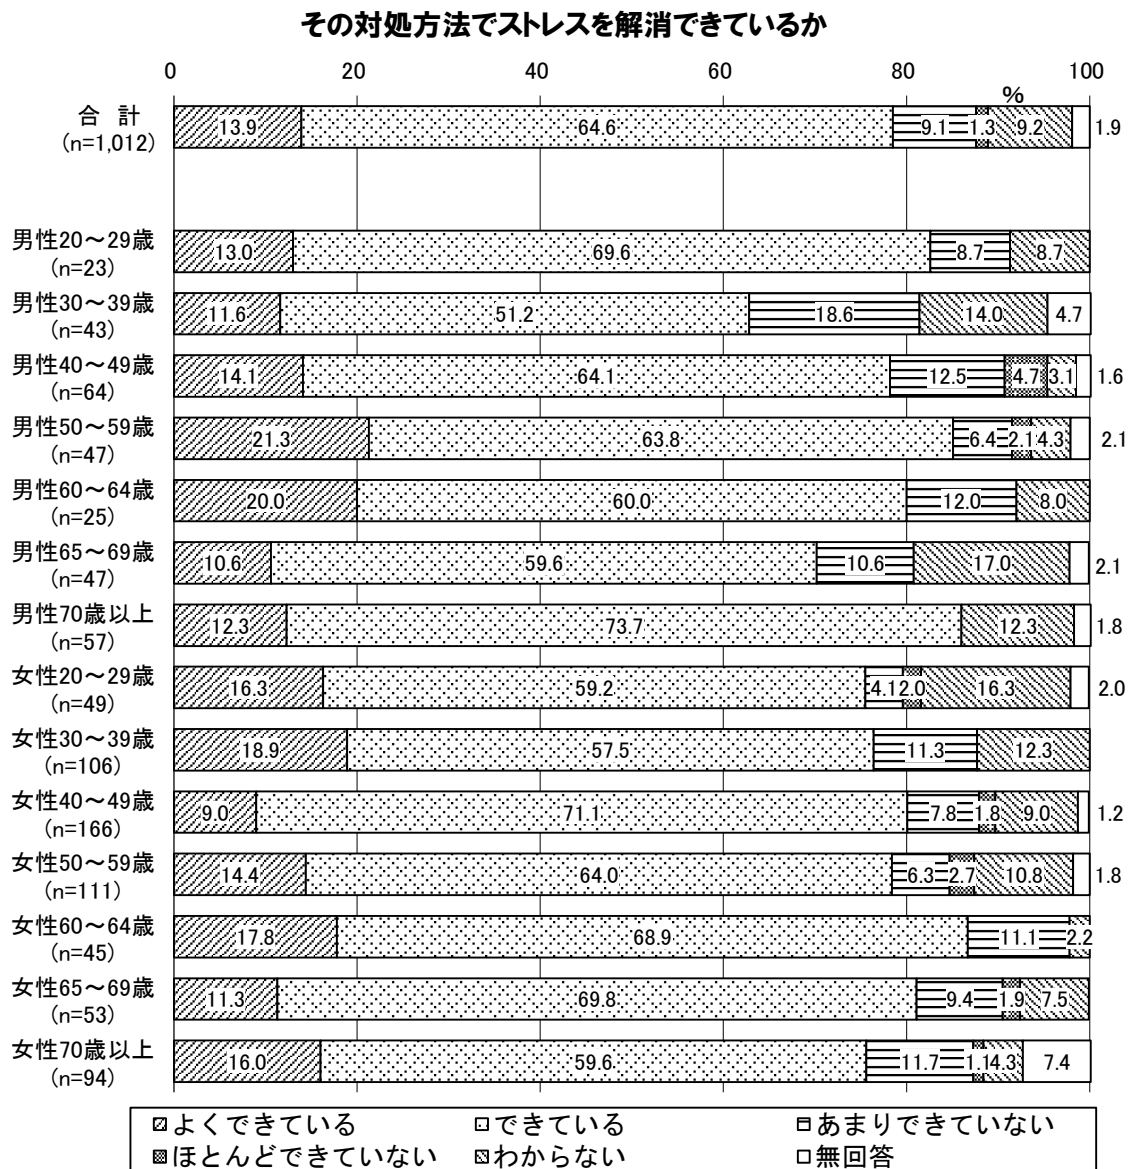 その対処方法でストレスを解消できているか
0 20 40 60 80 100
%
合 計
(n=1,012)
13.9 64.6 9.1 1.3 9.2 1.9
男性20～29歳
(n=23)
13.0 69.6 8.7 8.7
男性30～39歳
(n=43)
11.6 51.2 18.6 14.0 4.7
男性40～49歳
(n=64)
14.1 64.1 12.5 4.7 3.1 1.6
男性50～59歳
(n=47)
21.3 63.8 6.4 2.1 4.3 2.1
男性60～64歳
(n=25)
20.0 60.0 12.0 8.0
男性65～69歳
(n=47)
10.6 59.6 10.6 17.0 2.1
男性70歳以上
(n=57)
12.3 73.7 12.3 1.8
女性20～29歳
(n=49)
16.3 59.2 4.1 2.0 16.3 2.0
女性30～39歳
(n=106)
18.9 57.5 11.3 12.3
女性40～49歳
(n=166)
9.0 71.1 7.8 1.8 9.0 1.2
女性50～59歳
(n=111)
14.4 64.0 6.3 2.7 10.8 1.8
女性60～64歳
(n=45)
17.8 68.9 11.1 2.2
女性65～69歳
(n=53)
11.3 69.8 9.4 1.9 7.5
女性70歳以上
(n=94)
16.0 59.6 11.7 1.1 4.3 7.4
よくできている できている あまりできていない
ほとんどできていない わからない 無回答